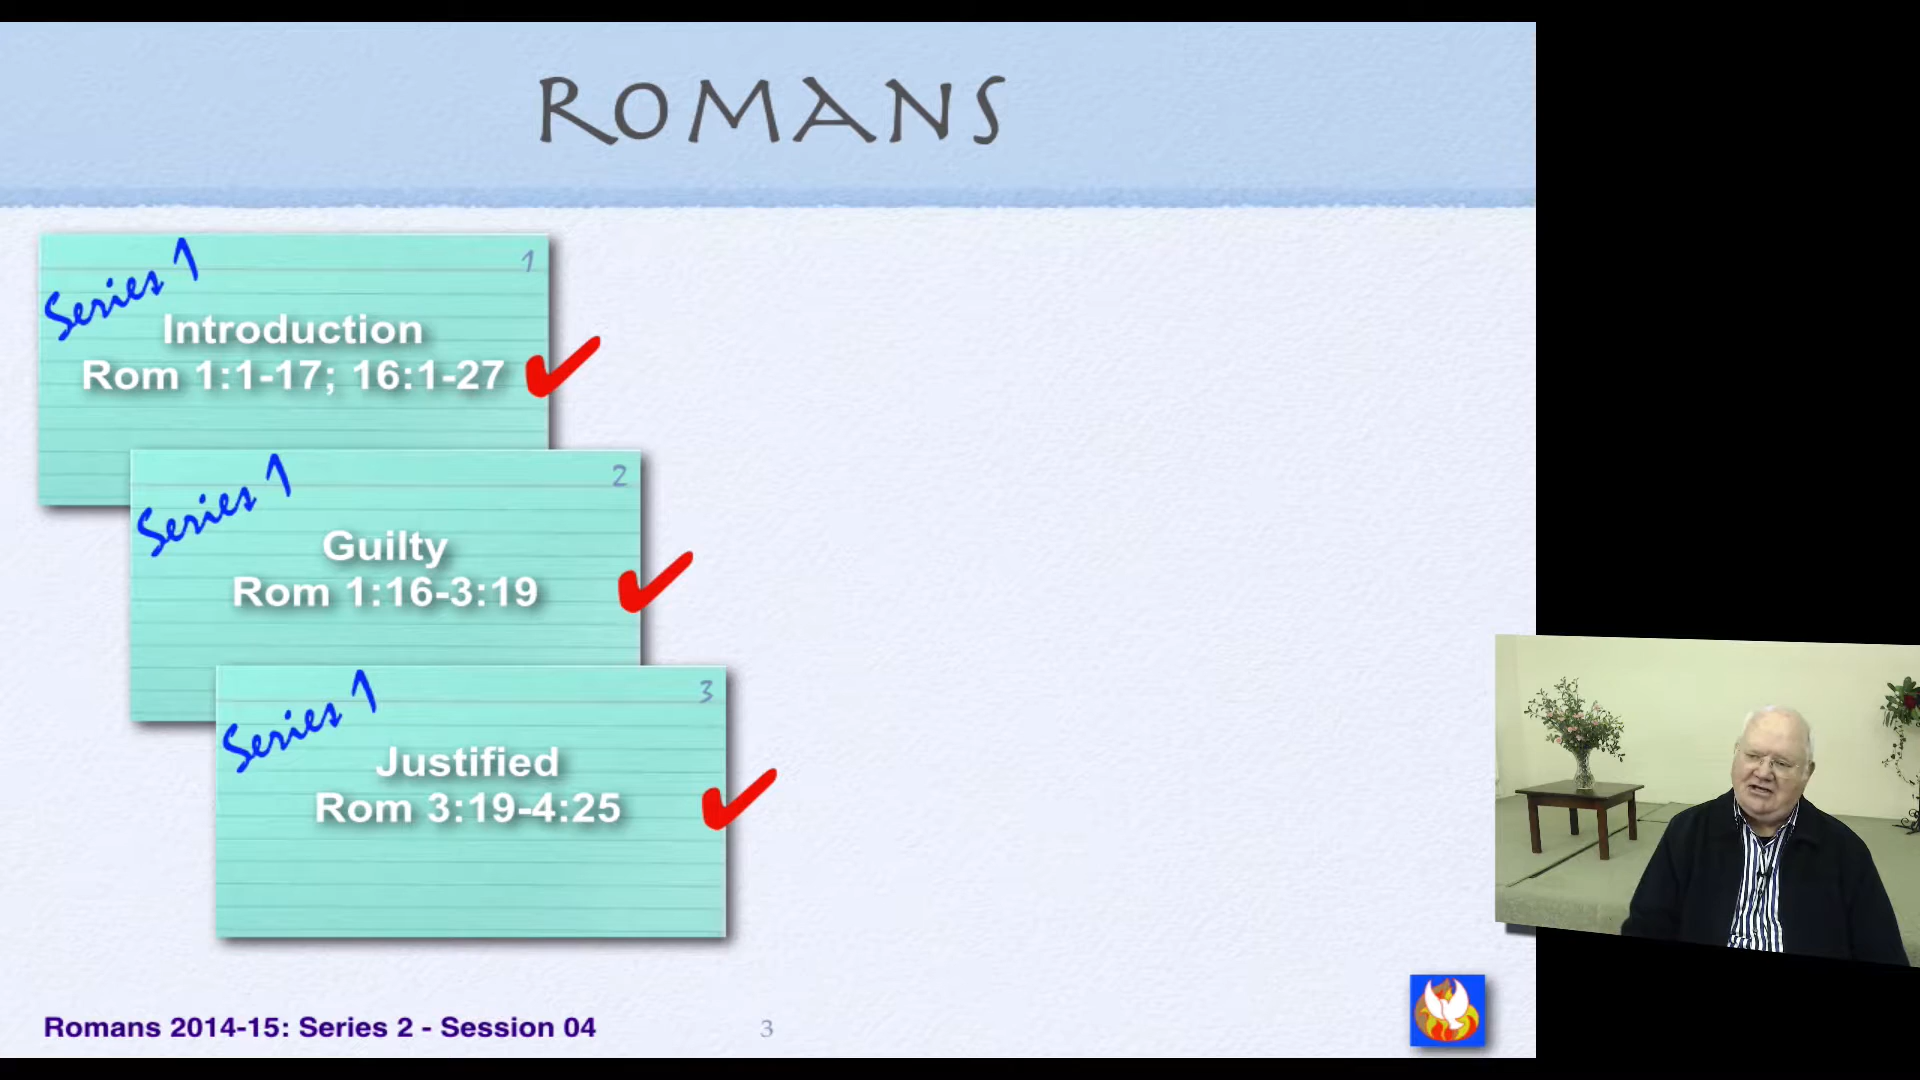 ROMANS
Series 1
1
Introduction
Rom 1:1-17; 16:1-27
Series 1
2
Guilty
Rom 1:16-3:19
Series 1
3
Justified
Rom 3:19-4:25
Romans 2014-15: Series 2 - Session 04
3